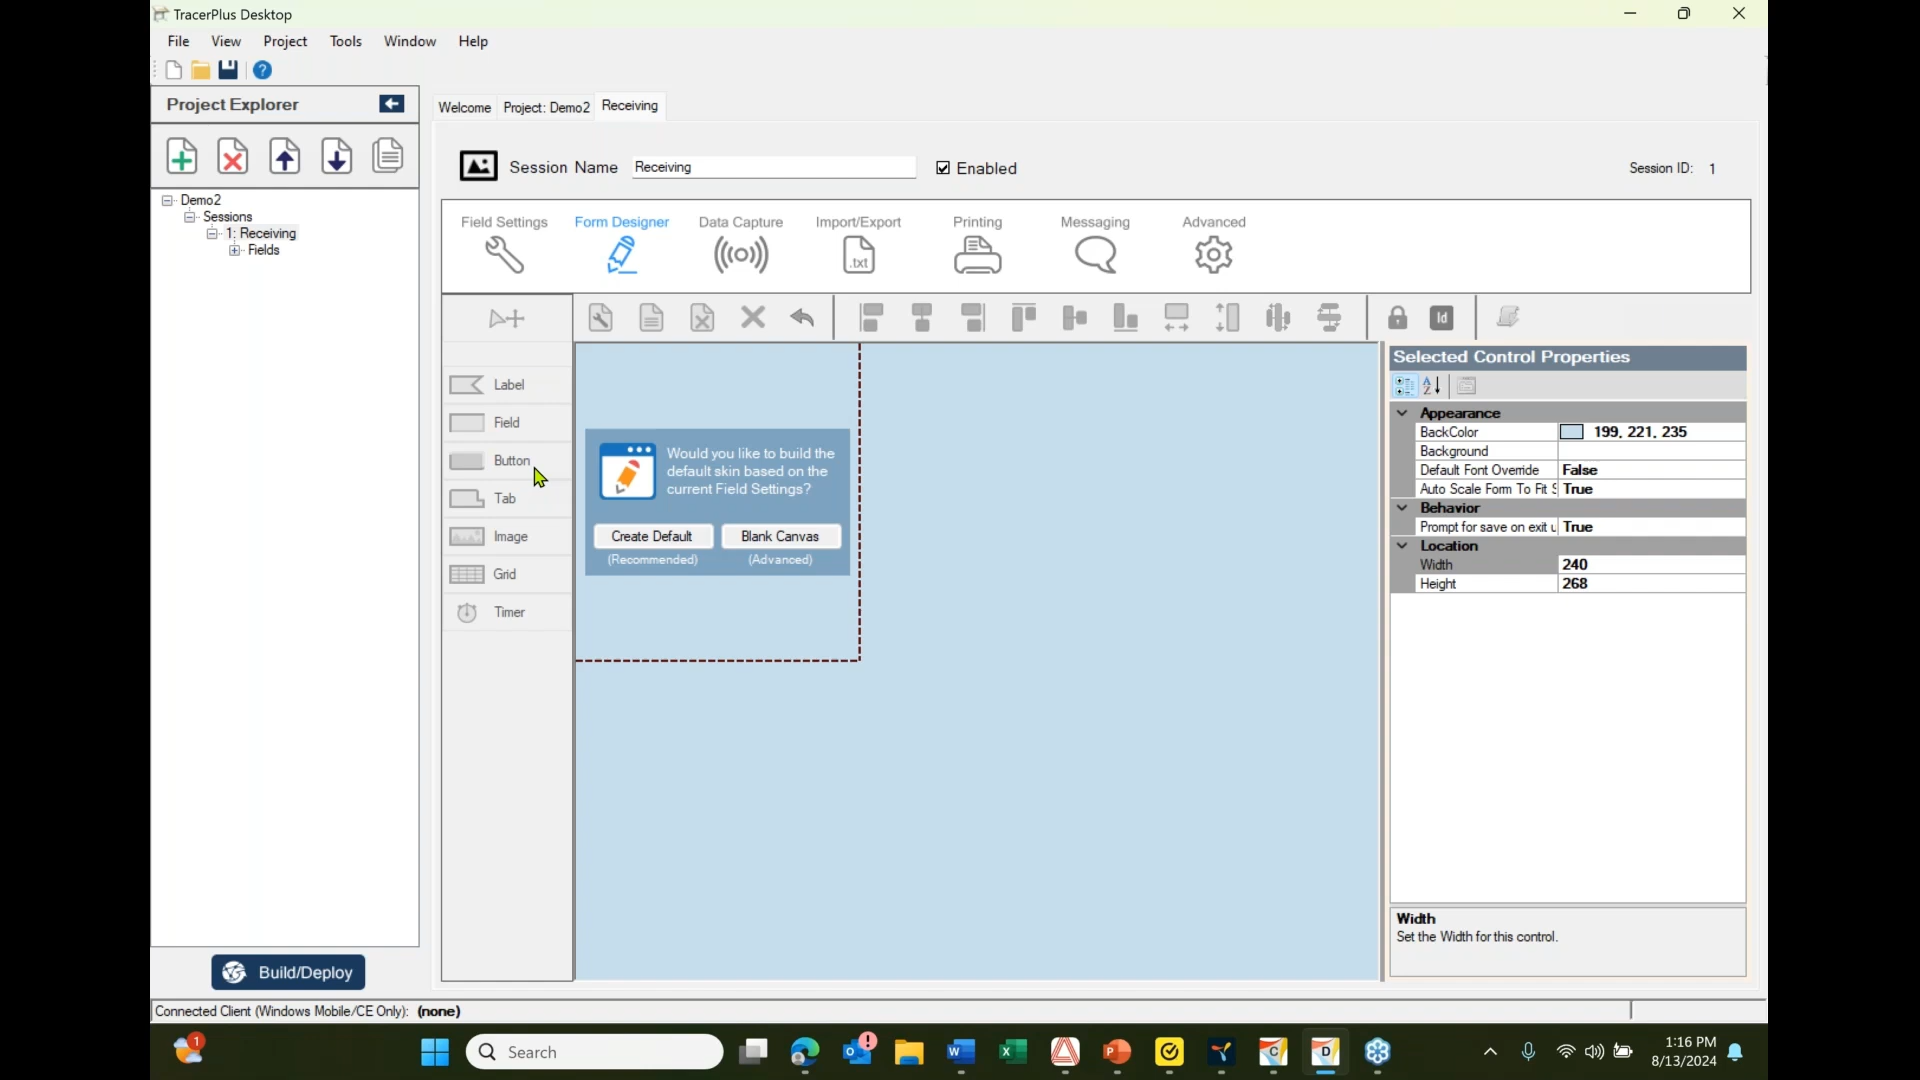 TracerPlus Desktop
File View Project Tools Window Help
Project Explorer
Welcome Project: Demo2 Receiving
Session Name Receiving Enabled Session ID: 1
Demo2
Sessions
1: Receiving
Fields
Field Settings Form Designer Data Capture Import/Export Printing Messaging Advanced
.txt
Id
Label
Field
Button
Tab
Image
Grid
Timer
Would you like to build the
default skin based on the
current Field Settings?
Create Default Blank Canvas
(Recommended) (Advanced)
Selected Control Properties
Appearance
BackColor 199, 221, 235
Background
Default Font Override False
Auto Scale Form To Fit S True
Behavior
Prompt for save on exit u True
Location
Width 240
Height 268
Width
Set the Width for this control.
Build/Deploy
Connected Client (Windows Mobile/CE Only): (none)
1
Search
1:16 PM
8/13/2024